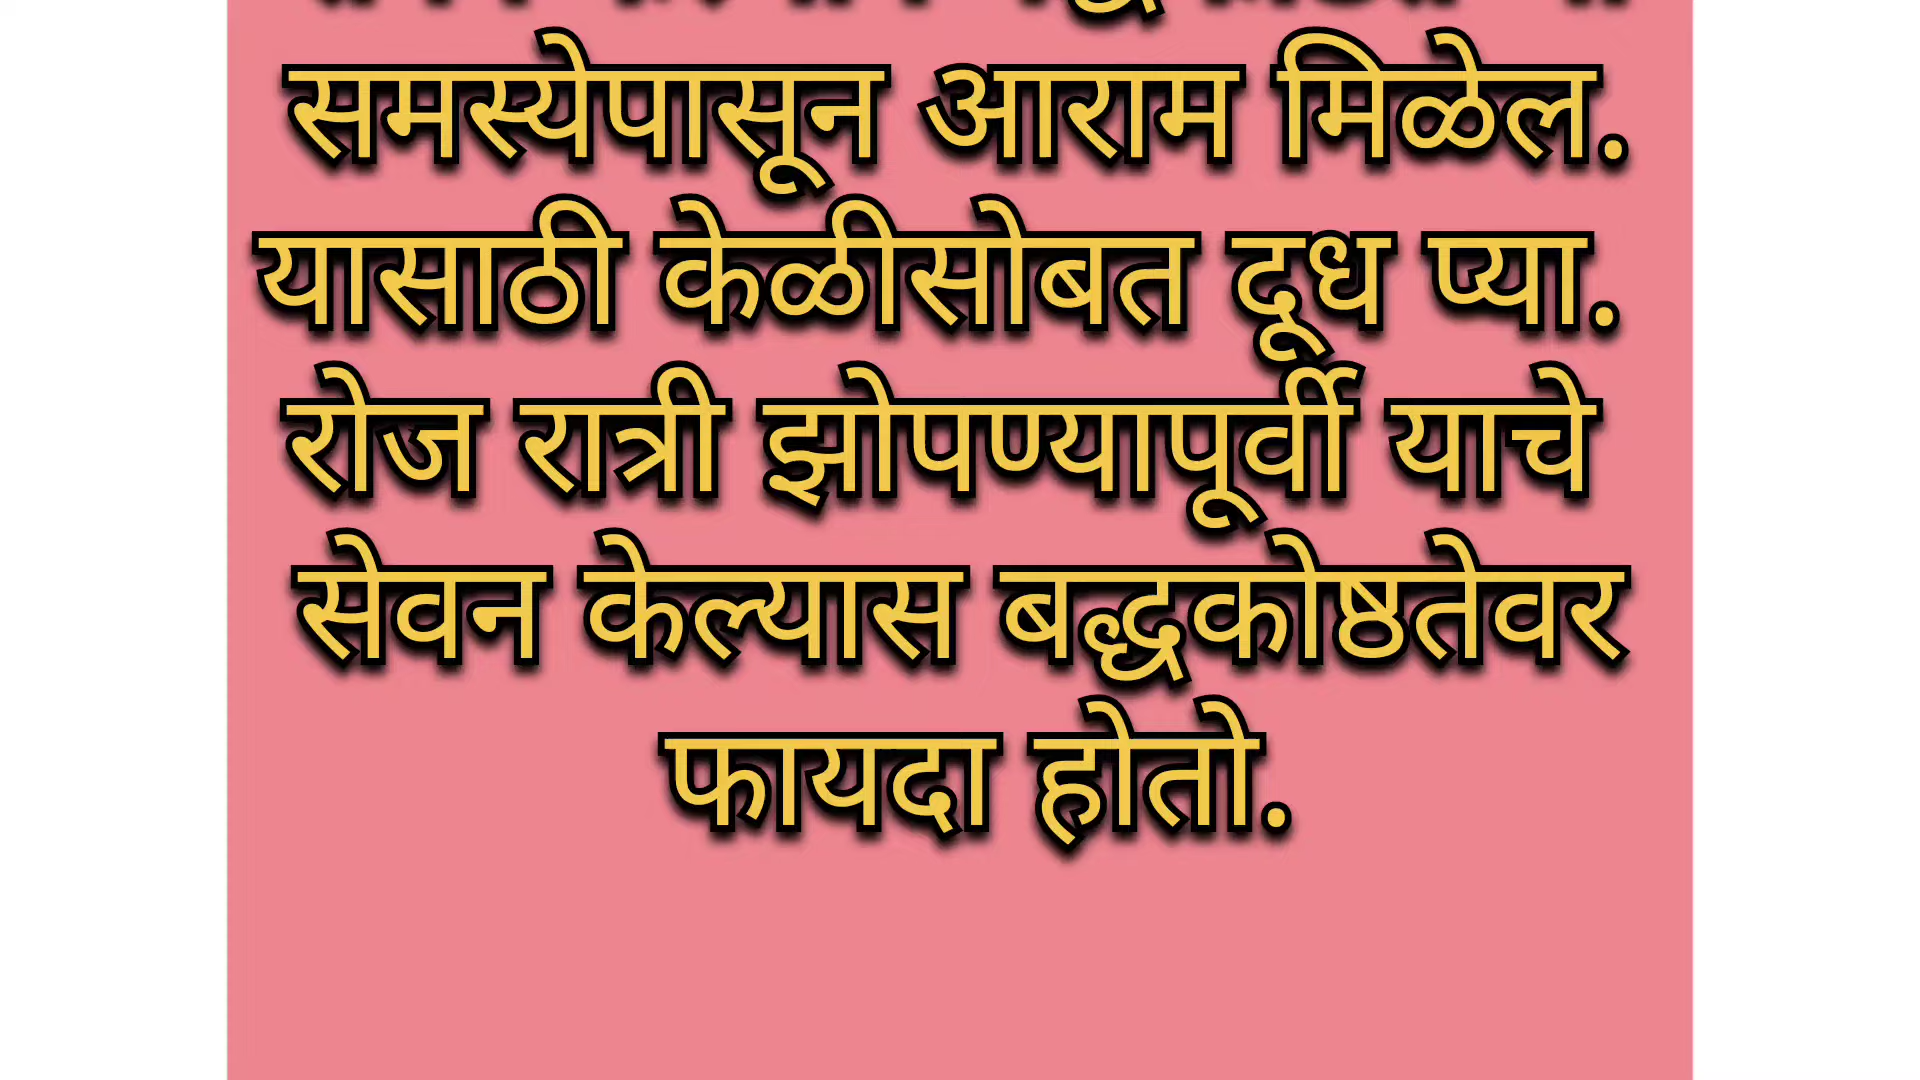 समस्येपासून आराम मिळेल.
यासाठी केळीसोबत दूध प्या.
रोज रात्री झोपण्यापूर्वी याचे
सेवन केल्यास बद्धकोष्ठतेवर
फायदा होतो.